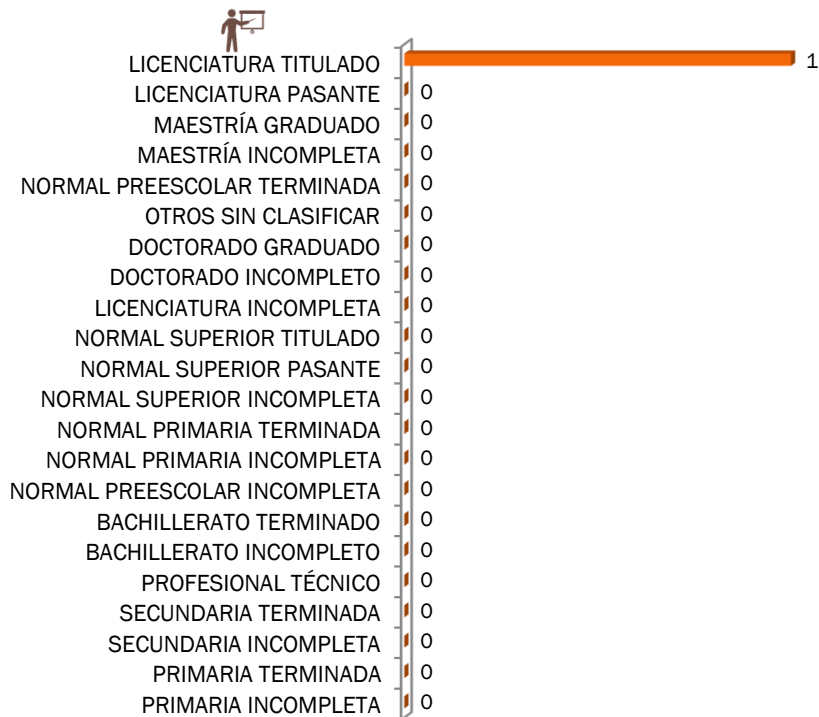 LICENCIATURA TITULADO 1
LICENCIATURA PASANTE 0
MAESTRÍA GRADUADO 0
MAESTRÍA INCOMPLETA 0
NORMAL PREESCOLAR TERMINADA 0
OTROS SIN CLASIFICAR 0
DOCTORADO GRADUADO 0
DOCTORADO INCOMPLETO 0
LICENCIATURA INCOMPLETA 0
NORMAL SUPERIOR TITULADO 0
NORMAL SUPERIOR PASANTE 0
NORMAL SUPERIOR INCOMPLETA 0
NORMAL PRIMARIA TERMINADA 0
NORMAL PRIMARIA INCOMPLETA 0
NORMAL PREESCOLAR INCOMPLETA 0
BACHILLERATO TERMINADO 0
BACHILLERATO INCOMPLETO 0
PROFESIONAL TÉCNICO 0
SECUNDARIA TERMINADA 0
SECUNDARIA INCOMPLETA 0
PRIMARIA TERMINADA 0
PRIMARIA INCOMPLETA 0